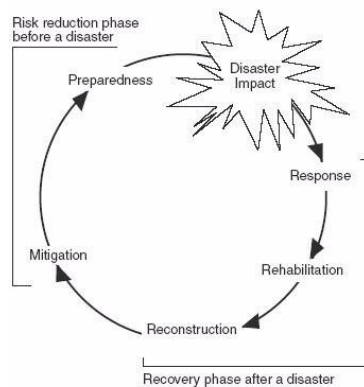 Risk reduction phase
before a disaster
Preparedness
Disaster
Impact
Response
Mitigation
Rehabilitation
Reconstruction
Recovery phase after a disaster